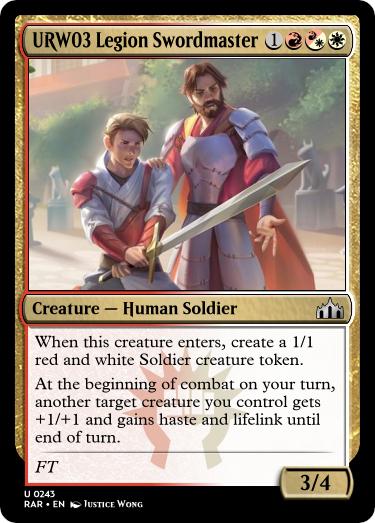 URW03 Legion Swordmaster 1
Creature — Human Soldier
When this creature enters, create a 1/1
red and white Soldier creature token.
At the beginning of combat on your turn,
another target creature you control gets
+1/+1 and gains haste and lifelink until
end of turn.
FT
3/4
U 0243
RAR • EN Justice Wong